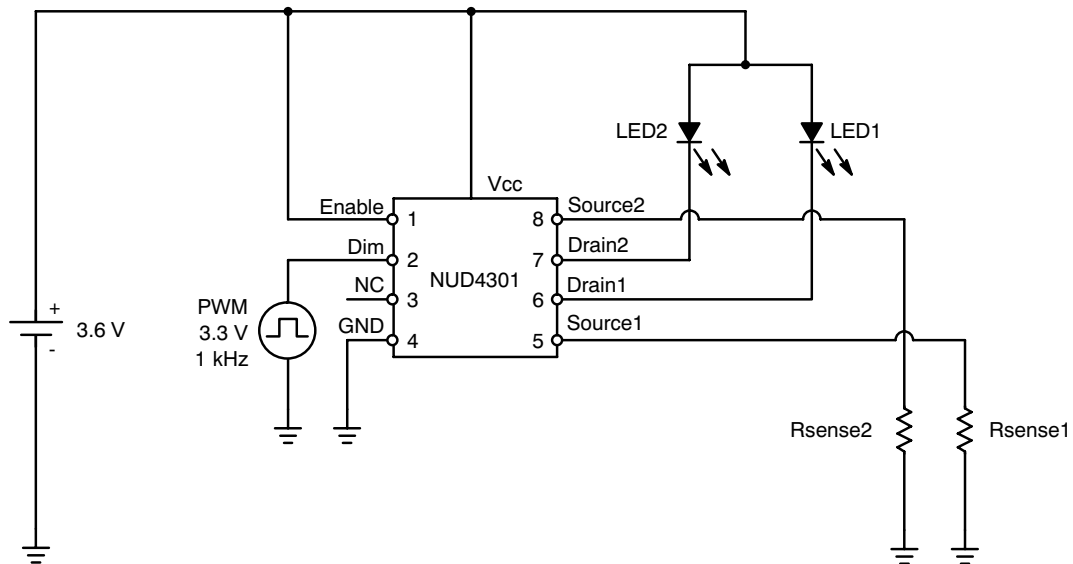 LED2
LED1
Vcc
Enable
1
8
Source2
Dim
2
7
Drain2
NUD4301
NC
3
6
Drain1
GND
4
5
Source1
PWM
3.3 V
1 kHz
+
3.6 V
-
Rsense2
Rsense1